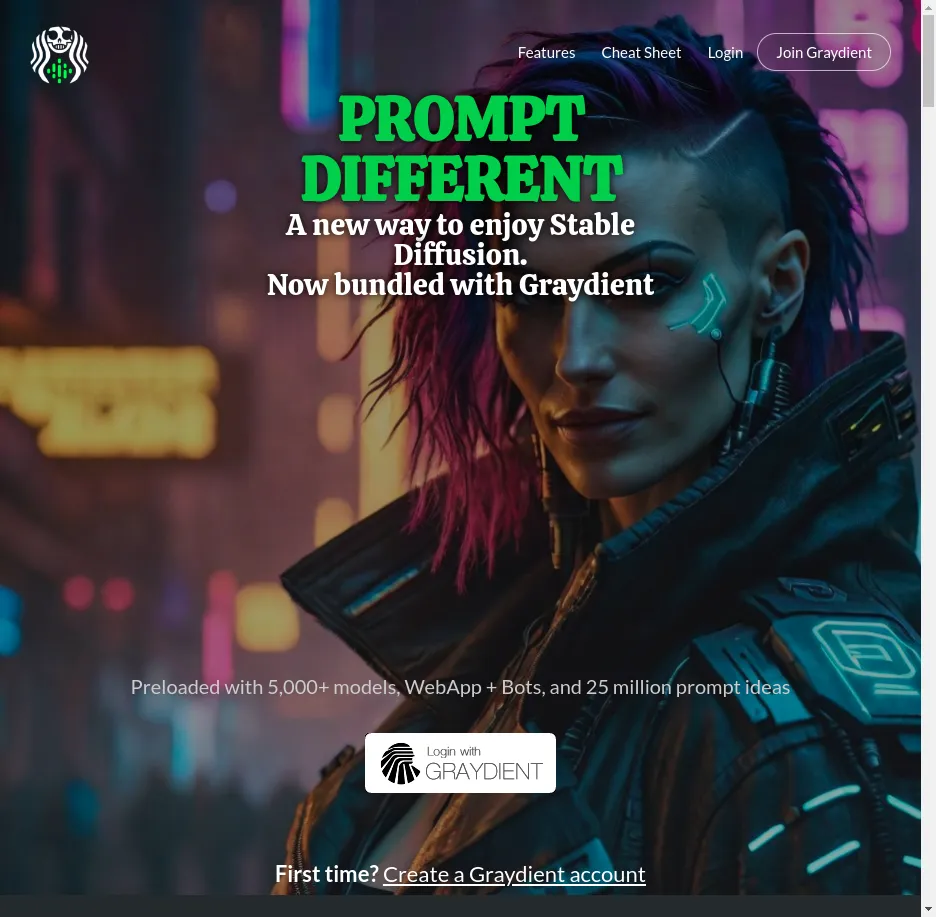 Features Cheat Sheet Login Join Graydient
PROMPT
DIFFERENT
A new way to enjoy Stable
Diffusion.
Now bundled with Graydient
Preloaded with 5,000+ models, WebApp + Bots, and 25 million prompt ideas
Login with
GRAYDIENT
First time? Create a Graydient account